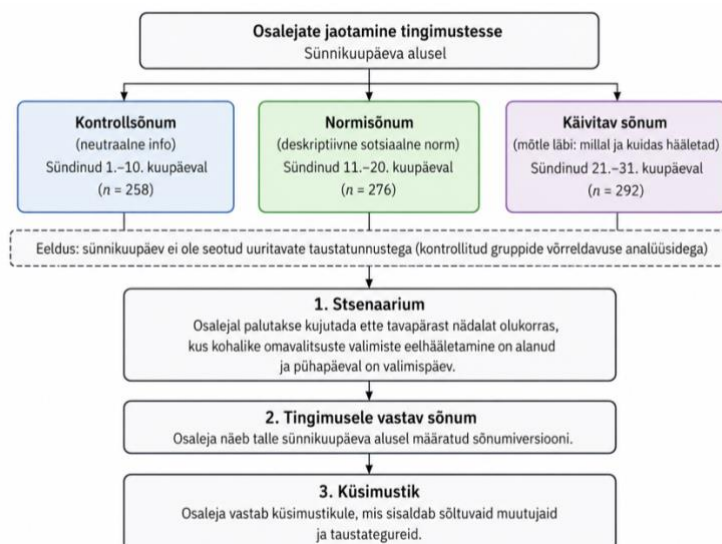 Osalejate jaotamine tingimustesse
Sünnikuupäeva alusel
Kontrollsõnum
(neutraalne info)
Sündinud 1.–10. kuupäeval
(n = 258)
Normisõnum
(deskriptiivne sotsiaalne norm)
Sündinud 11.–20. kuupäeval
(n = 276)
Käivitav sõnum
(mõtle läbi: millal ja kuidas hääletad)
Sündinud 21.–31. kuupäeval
(n = 292)
Eeldus: sünnikuupäev ei ole seotud uuritavate taustatunnustega (kontrollitud gruppide võrreldavuse analüüsidega)
1. Stsenaarium
Osalejal palutakse kujutada ette tavapärast nädalat olukorras,
kus kohalike omavalitsuste valimiste eelhääletamine on alanud
ja pühapäeval on valimispäev.
2. Tingimusele vastav sõnum
Osaleja näeb talle sünnikuupäeva alusel määratud sõnumiversiooni.
3. Küsimustik
Osaleja vastab küsimustikule, mis sisaldab sõltuvaid muutujaid
ja taustategureid.